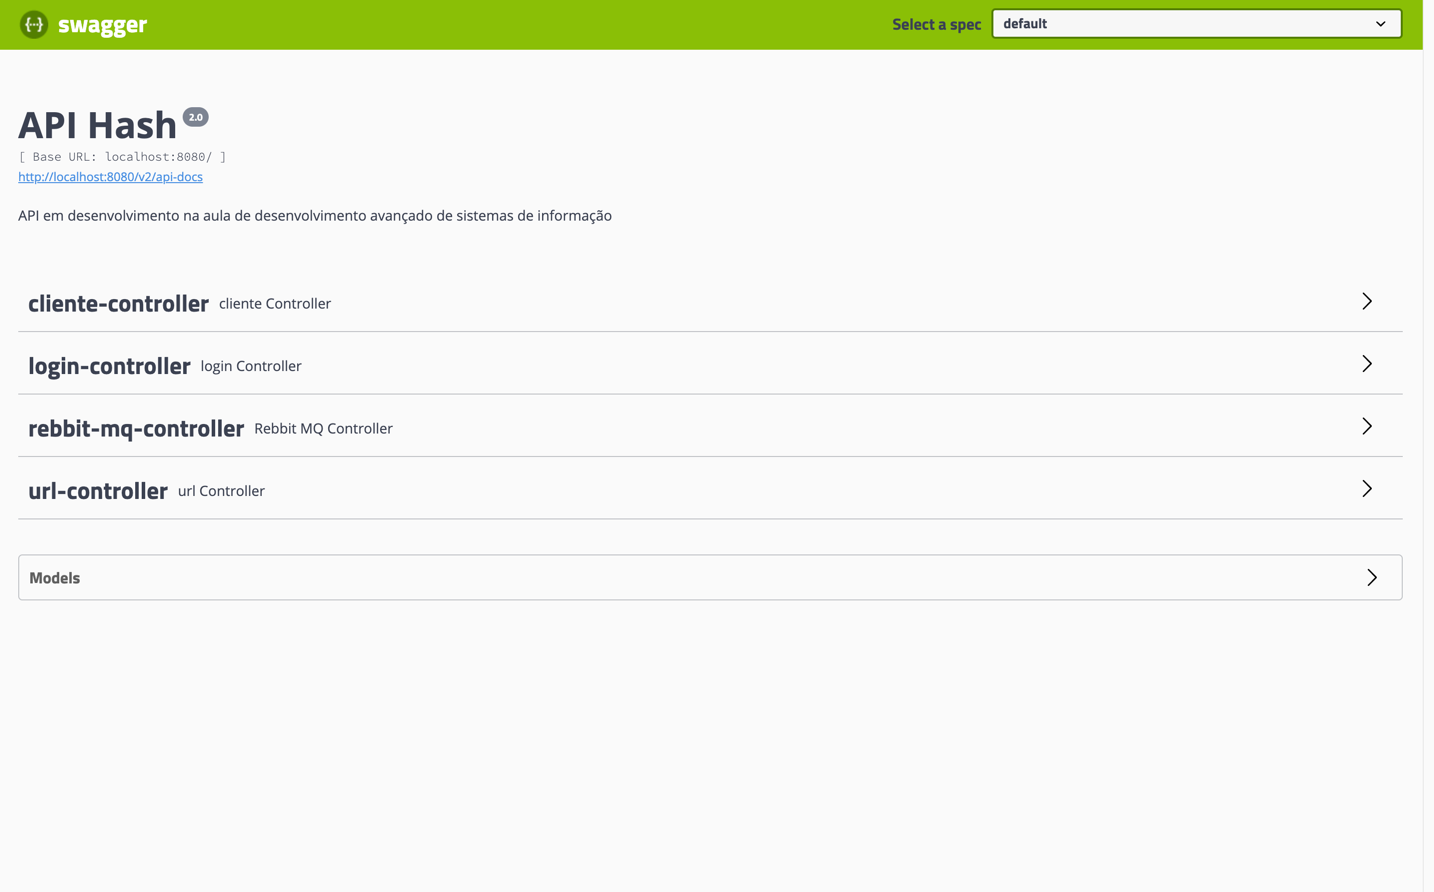 swagger
Select a spec default
API Hash 2.0
[ Base URL: localhost:8080/ ]
http://localhost:8080/v2/api-docs
API em desenvolvimento na aula de desenvolvimento avançado de sistemas de informação
cliente-controller cliente Controller
login-controller login Controller
rebbit-mq-controller Rebbit MQ Controller
url-controller url Controller
Models